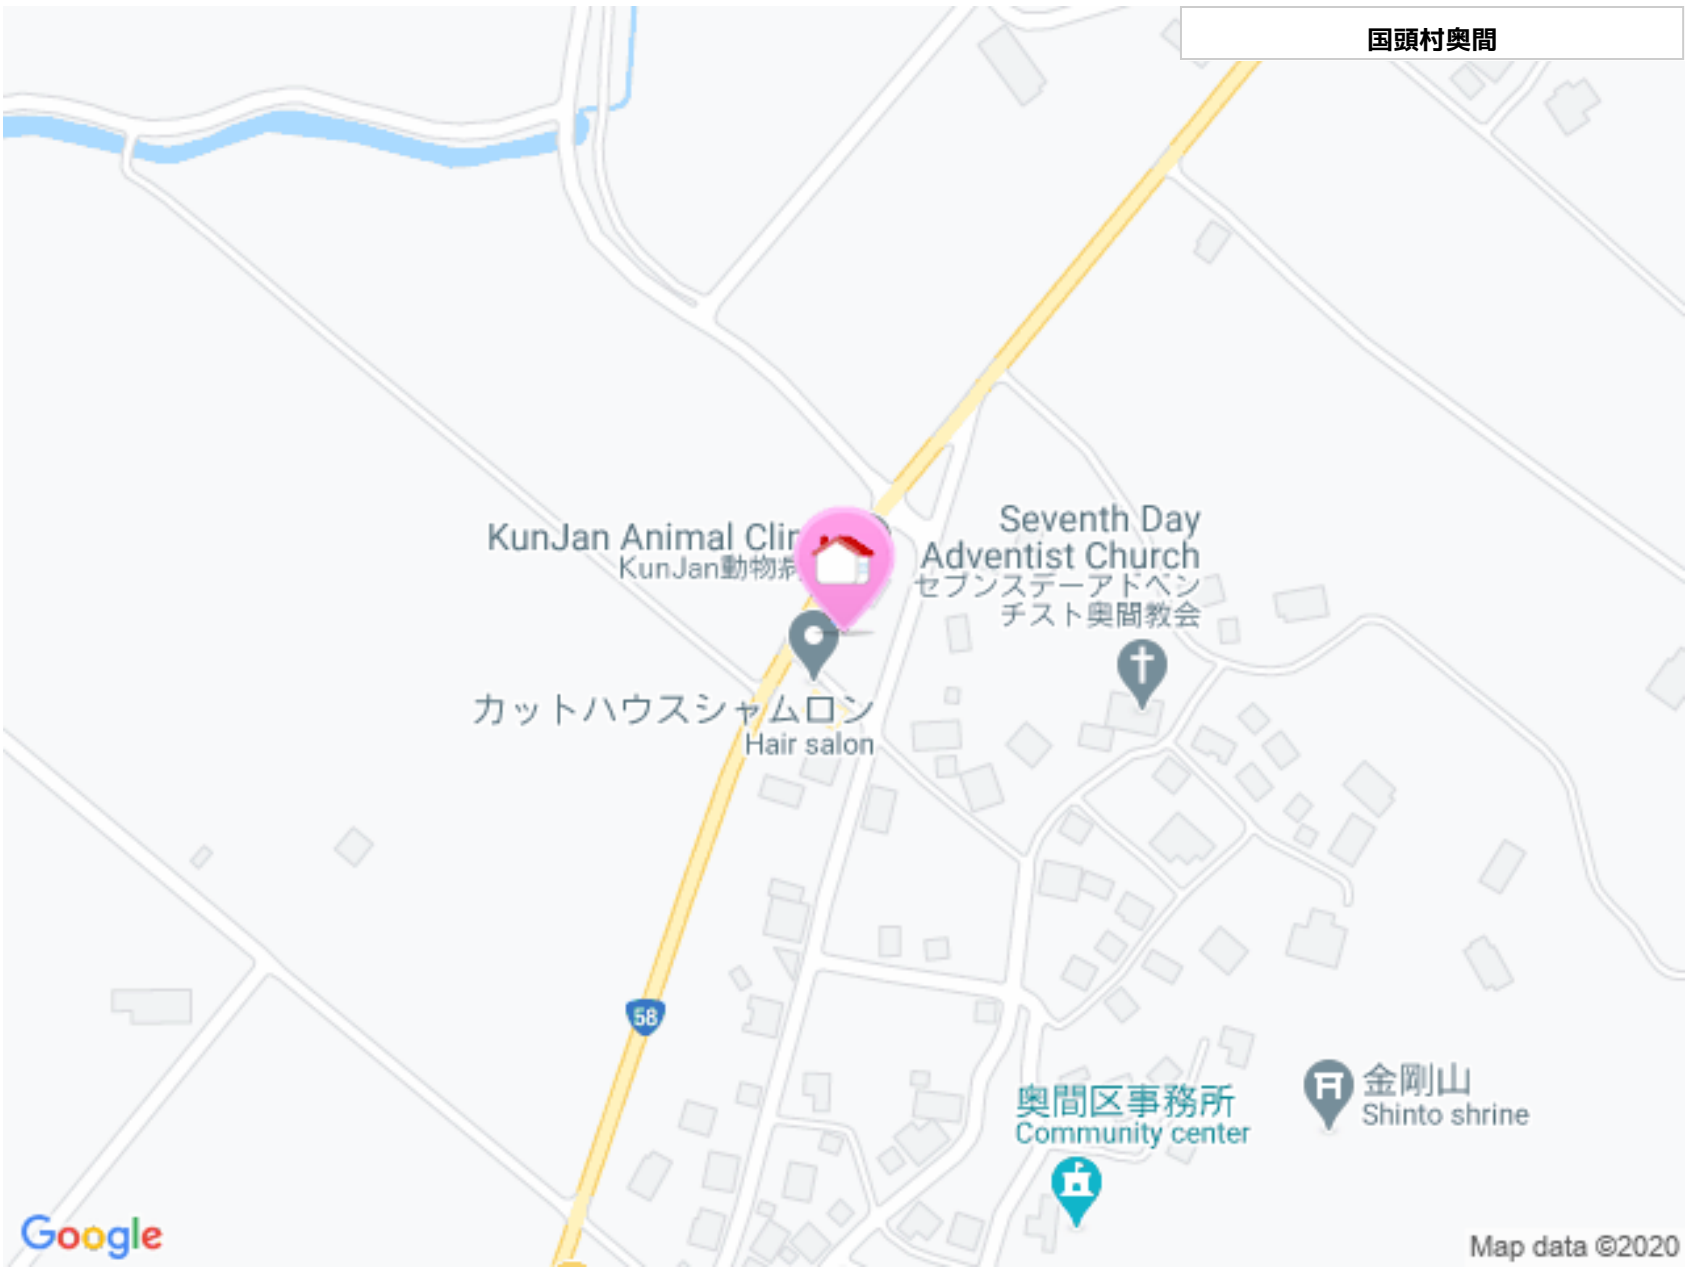 国頭村奥間
KunJan Animal Clin
KunJan動物病
Seventh Day
Adventist Church
セブンスデーアドベン
チスト奥間教会
カットハウスシャムロン
Hair salon
58
奥間区事務所
Community center
金剛山
Shinto shrine
Google
Map data ©2020